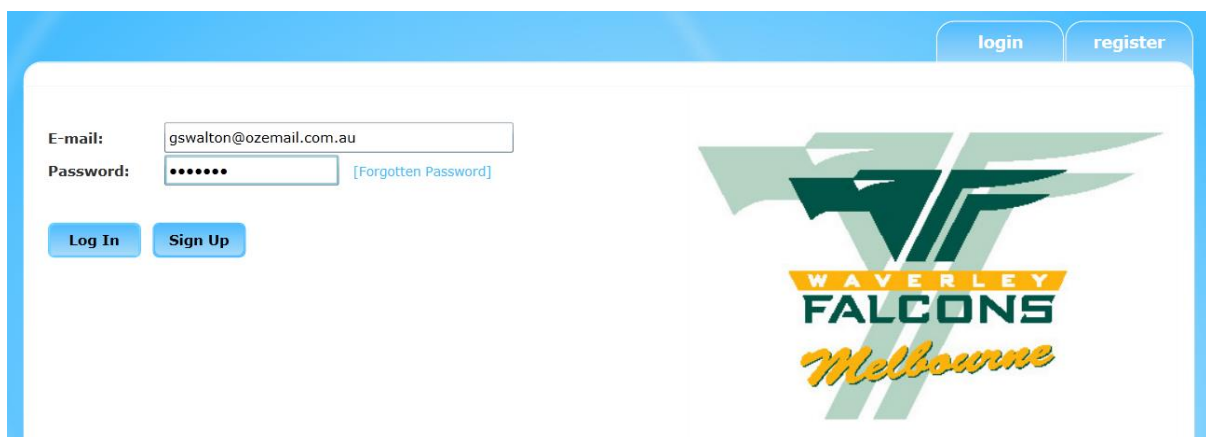 login register
E-mail: gswalton@ozemail.com.au
Password: ••••••• [Forgotten Password]
Log In Sign Up
WAVERLEY
FALCONS
Melbourne